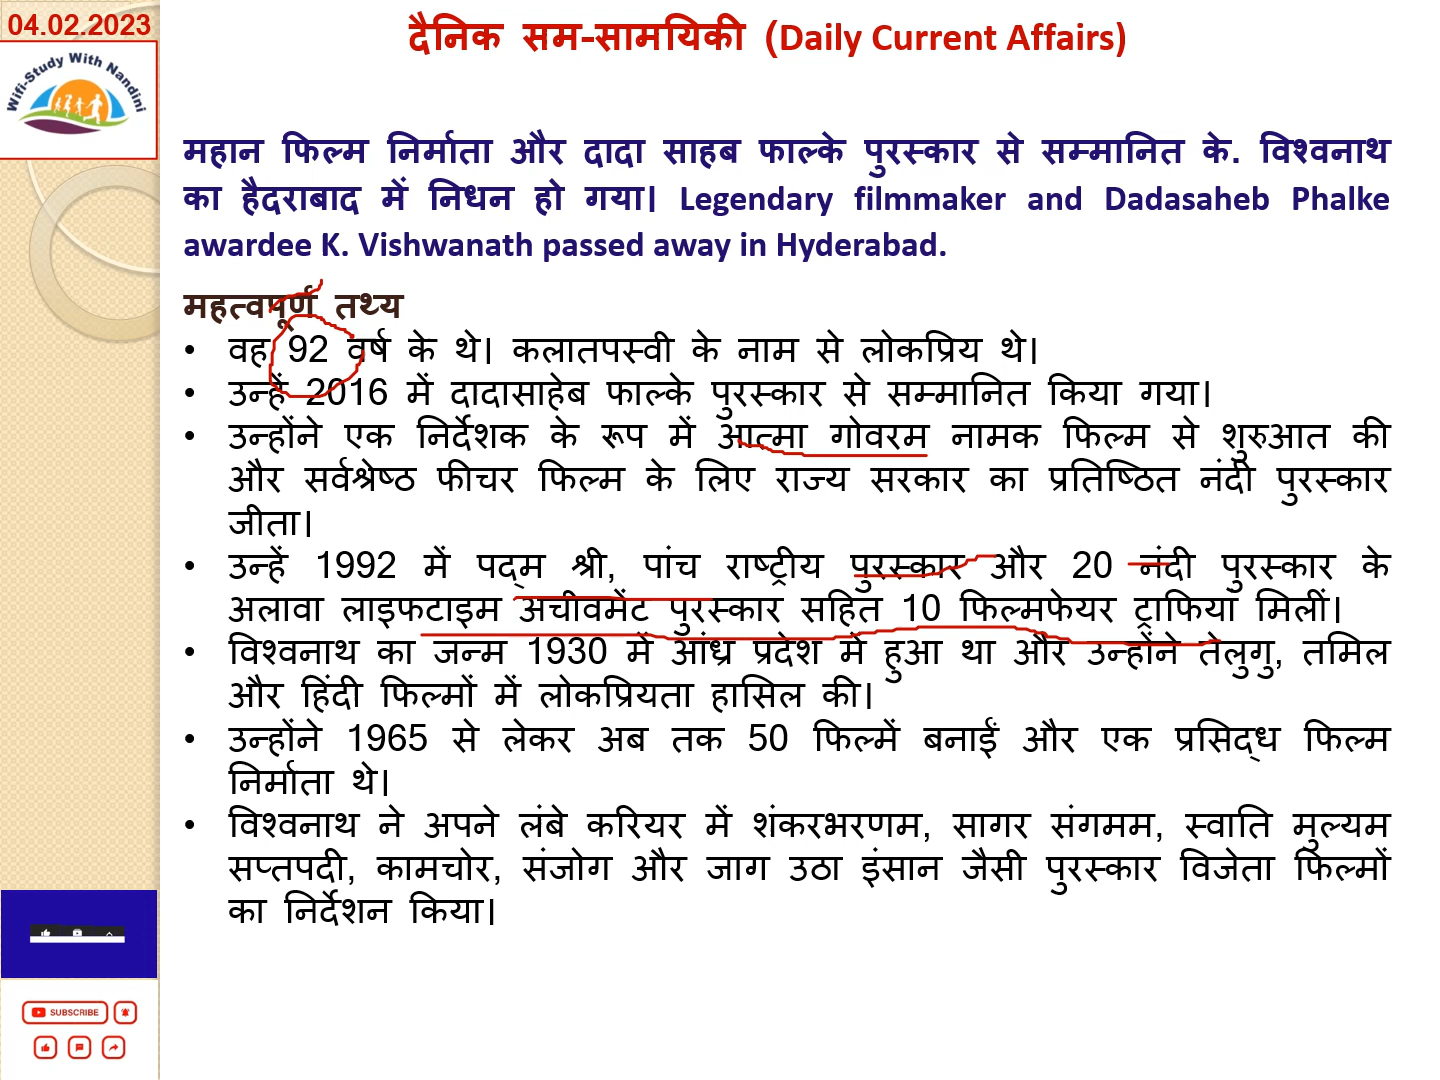 04.02.2023
दैनिक सम-सामयिकी (Daily Current Affairs)
Wifi-Study With Nandini
महान फिल्म निर्माता और दादा साहब फाल्के पुरस्कार से सम्मानित के. विश्वनाथ
का हैदराबाद में निधन हो गया। Legendary filmmaker and Dadasaheb Phalke
awardee K. Vishwanath passed away in Hyderabad.
महत्वपूर्ण तथ्य
• वह 92 वर्ष के थे। कलातपस्वी के नाम से लोकप्रिय थे।
• उन्हें 2016 में दादासाहेब फाल्के पुरस्कार से सम्मानित किया गया।
• उन्होंने एक निर्देशक के रूप में आत्मा गोवरम नामक फिल्म से शुरुआत की
और सर्वश्रेष्ठ फीचर फिल्म के लिए राज्य सरकार का प्रतिष्ठित नंदी पुरस्कार
जीता।
• उन्हें 1992 में पद्म श्री, पांच राष्ट्रीय पुरस्कार और 20 नंदी पुरस्कार के
अलावा लाइफटाइम अचीवमेंट पुरस्कार सहित 10 फिल्मफेयर ट्राफियां मिलीं।
• विश्वनाथ का जन्म 1930 में आंध्र प्रदेश में हुआ था और उन्होंने तेलुगु, तमिल
और हिंदी फिल्मों में लोकप्रियता हासिल की।
• उन्होंने 1965 से लेकर अब तक 50 फिल्में बनाईं और एक प्रसिद्ध फिल्म
निर्माता थे।
• विश्वनाथ ने अपने लंबे करियर में शंकरभरणम, सागर संगमम, स्वाति मुल्यम
सप्तपदी, कामचोर, संजोग और जाग उठा इंसान जैसी पुरस्कार विजेता फिल्मों
का निर्देशन किया।
SUBSCRIBE